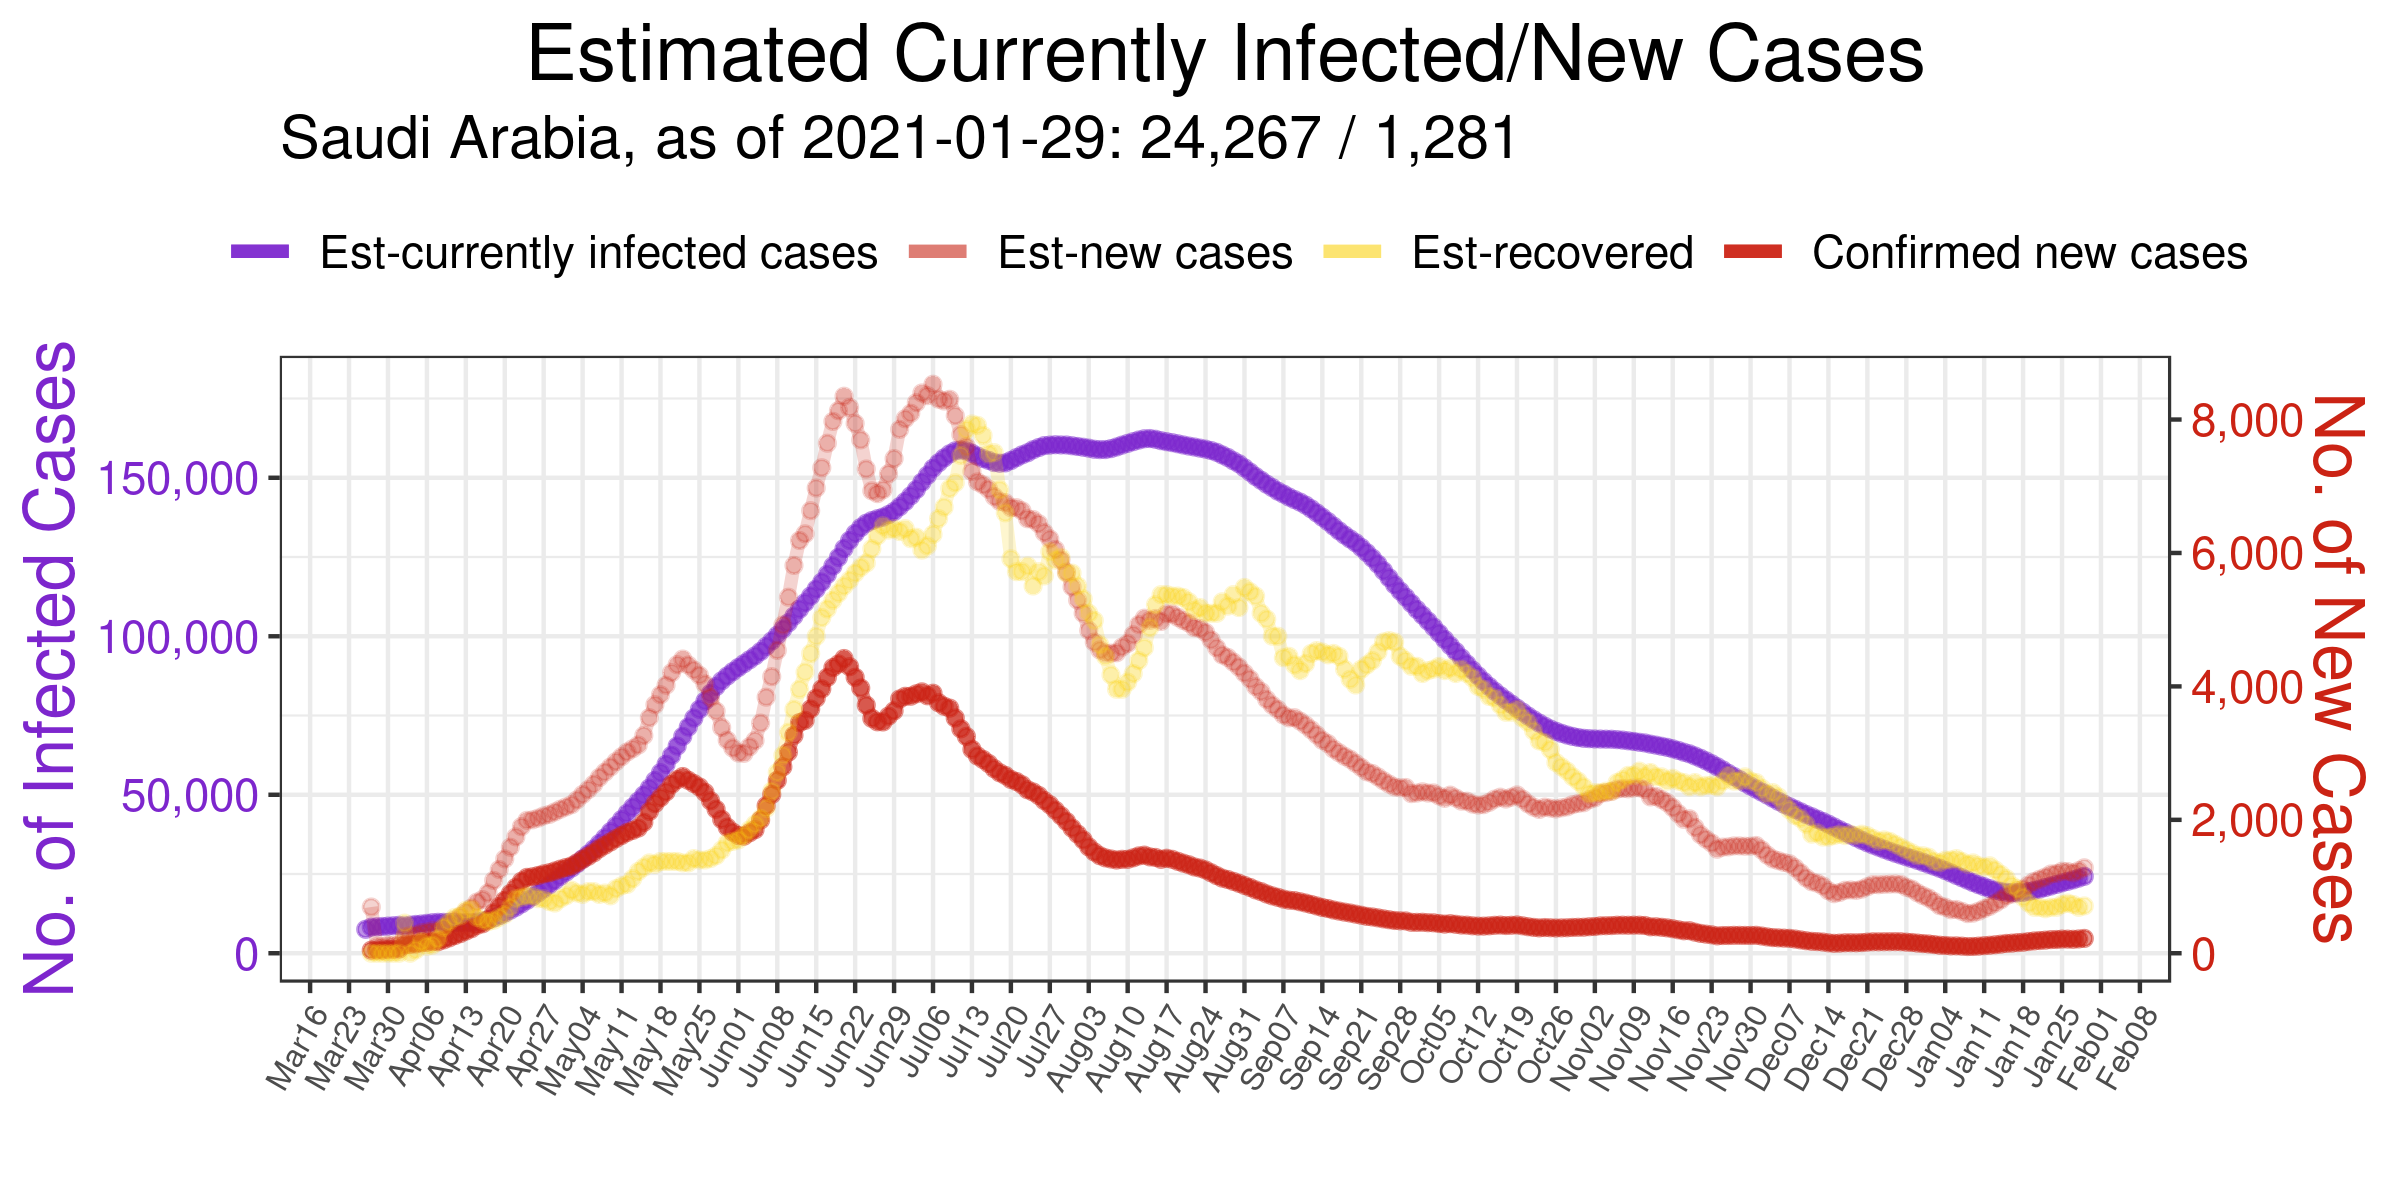 Estimated Currently Infected/New Cases
Saudi Arabia, as of 2021-01-29: 24,267 / 1,281
Est-currently infected cases Est-new cases Est-recovered Confirmed new cases
No. of Infected Cases
150,000
100,000
50,000
0
8,000
6,000
4,000
2,000
0
No. of New Cases
Mar16 Mar23 Mar30 Apr06 Apr13 Apr20 Apr27 May04 May11 May18 May25 Jun01 Jun08 Jun15 Jun22 Jun29 Jul06 Jul13 Jul20 Jul27 Aug03 Aug10 Aug17 Aug24 Aug31 Sep07 Sep14 Sep21 Sep28 Oct05 Oct12 Oct19 Oct26 Nov02 Nov09 Nov16 Nov23 Nov30 Dec07 Dec14 Dec21 Dec28 Jan04 Jan11 Jan18 Jan25 Feb01 Feb08